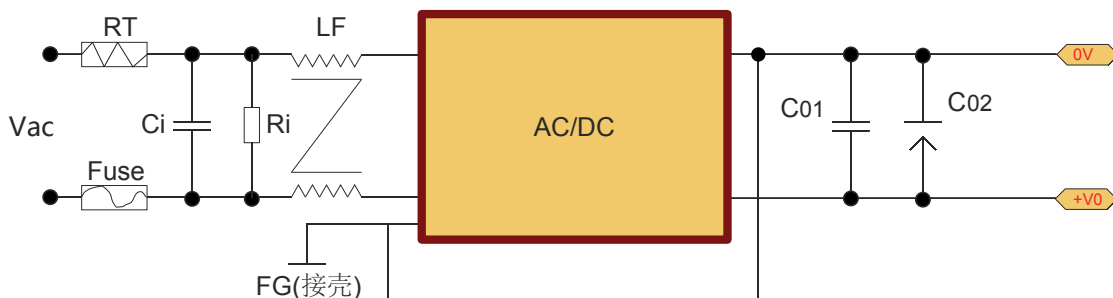 RT
LF
0V
Vac
Ci
Ri
AC/DC
C01
C02
Fuse
+V0
FG(接壳)